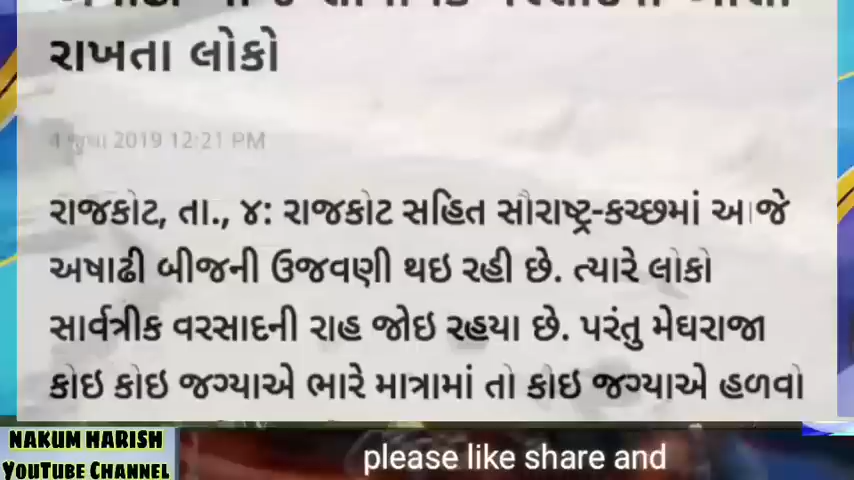 રાખતા લોકો
2019 12:21 PM
રાજકોટ, તા., ૪: રાજકોટ સહિત સૌરાષ્ટ્ર-કચ્છમાં આજે
અષાઢી બીજની ઉજવણી થઇ રહી છે. ત્યારે લોકો
સાર્વત્રીક વરસાદની રાહ જોઇ રહયા છે. પરંતુ મેઘરાજા
કોઇ કોઇ જગ્યાએ ભારે માત્રામાં તો કોઇ જગ્યાએ હળવો
NAKUM HARISH
YOUTUBE CHANNEL
please like share and